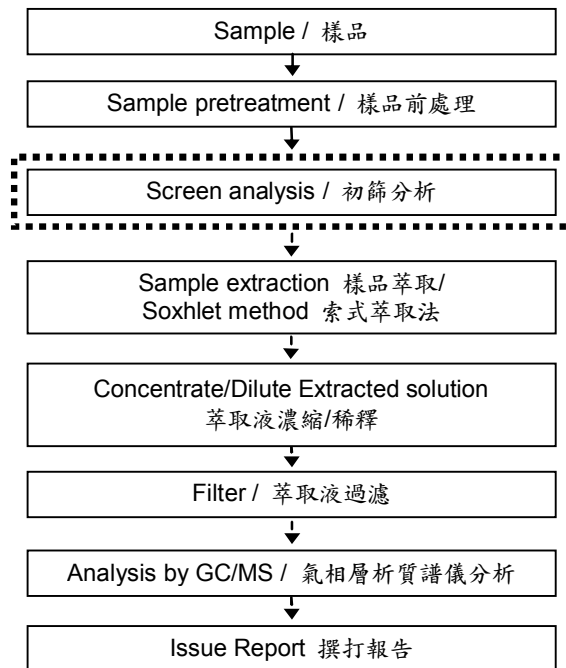 Sample / 樣品
Sample pretreatment / 樣品前處理
Screen analysis / 初篩分析
Sample extraction 樣品萃取/
Soxhlet method 索式萃取法
Concentrate/Dilute Extracted solution
萃取液濃縮/稀釋
Filter / 萃取液過濾
Analysis by GC/MS / 氣相層析質譜儀分析
Issue Report 撰打報告